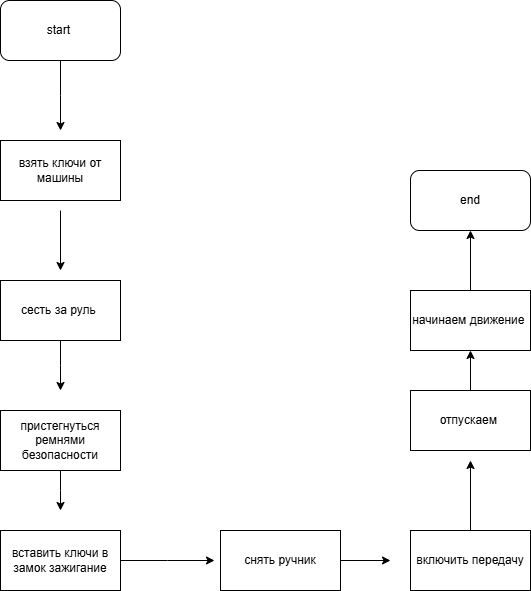 start
взять ключи от
машины
сесть за руль
пристегнуться
ремнями
безопасности
вставить ключи в
замок зажигание
снять ручник
включить передачу
отпускаем
начинаем движение
end